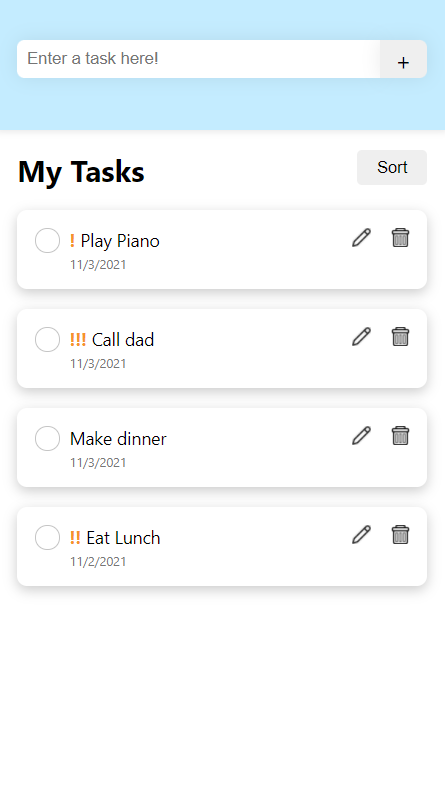 Enter a task here!
+
My Tasks
Sort
! Play Piano
11/3/2021
!!! Call dad
11/3/2021
Make dinner
11/3/2021
!! Eat Lunch
11/2/2021